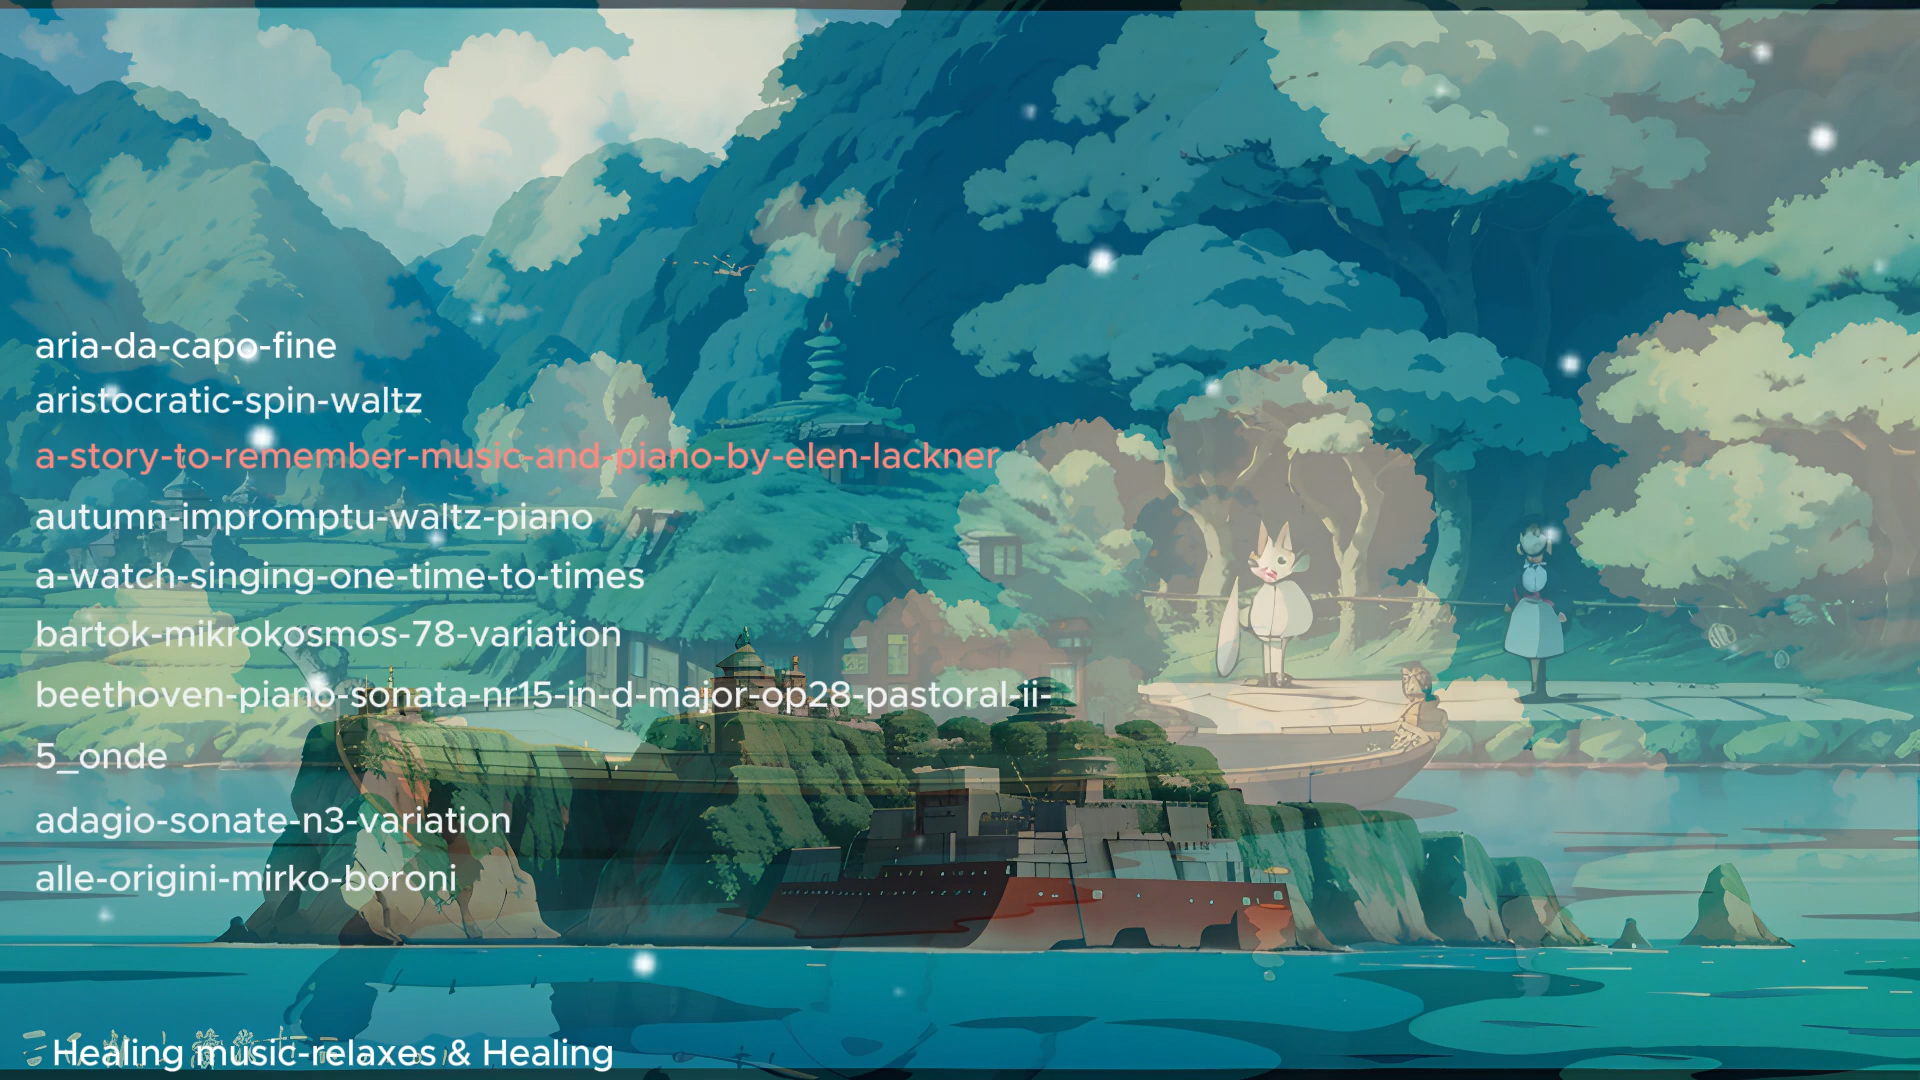 aria-da-capo-fine
aristocratic-spin-waltz
a-story-to-remember-music-and-piano-by-elen-lackner
autumn-impromptu-waltz-piano
a-watch-singing-one-time-to-times
bartok-mikrokosmos-78-variation
beethoven-piano-sonata-nr15-in-d-major-op28-pastoral-ii-
5_onde
adagio-sonate-n3-variation
alle-origini-mirko-boroni
Healing music-relaxes & Healing